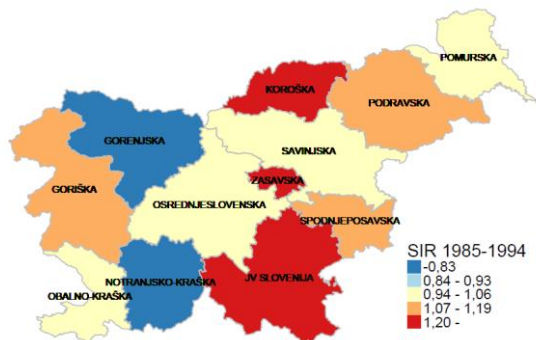 POMURSKA
KOROŠKA
PODRAVSKA
GORENJSKA
SAVINJSKA
ZASAVSKA
GORIŠKA
OSREDNJESLOVENSKA
SPODNJEPOSAVSKA
NOTRANJSKO-KRAŠKA
JV SLOVENIJA
OBALNO-KRAŠKA
SIR 1985-1994
-0,83
0,84 - 0,93
0,94 - 1,06
1,07 - 1,19
1,20 -